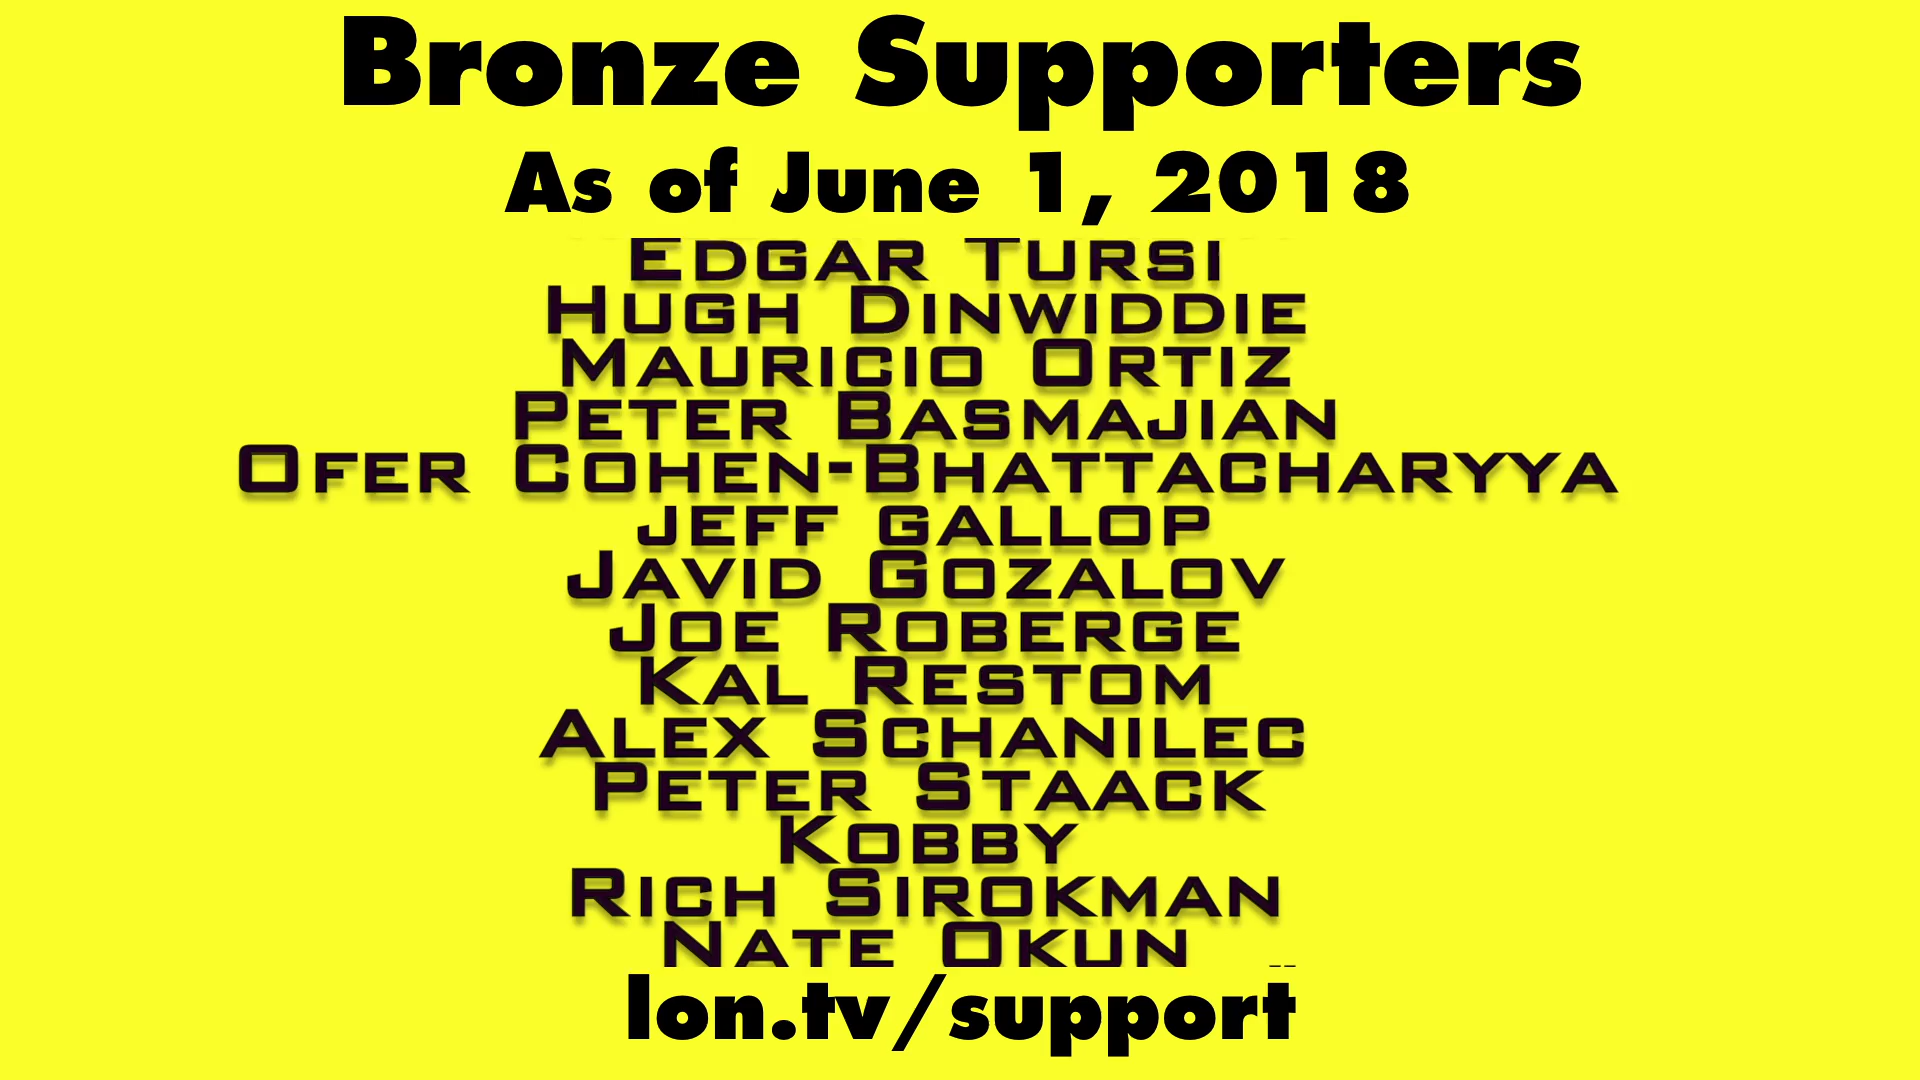 Bronze Supporters
As of June 1, 2018
Edgar Tursi
Hugh Dinwiddie
Mauricio Ortiz
Peter Basmajian
Ofer Cohen-Bhattacharyya
jeff gallop
Javid Gozalov
Joe Roberge
Kal Restom
Alex Schanilec
Peter Staack
Kobby
Rich Sirokman
Nate Okun
lon.tv/support